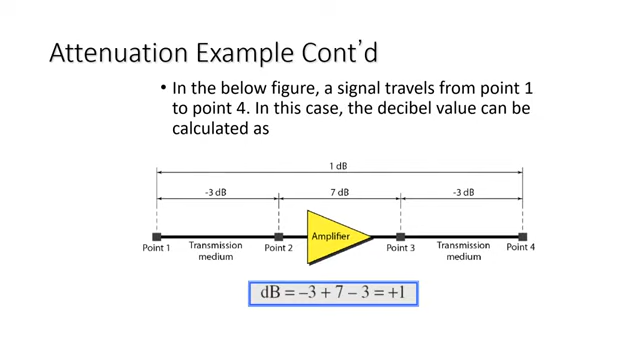 Attenuation Example Cont'd
• In the below figure, a signal travels from point 1
to point 4. In this case, the decibel value can be
calculated as
1 dB
-3 dB 7 dB -3 dB
Amplifier
Point 1 Transmission medium Point 2 Point 3 Transmission medium Point 4
dB = –3 + 7 – 3 = +1